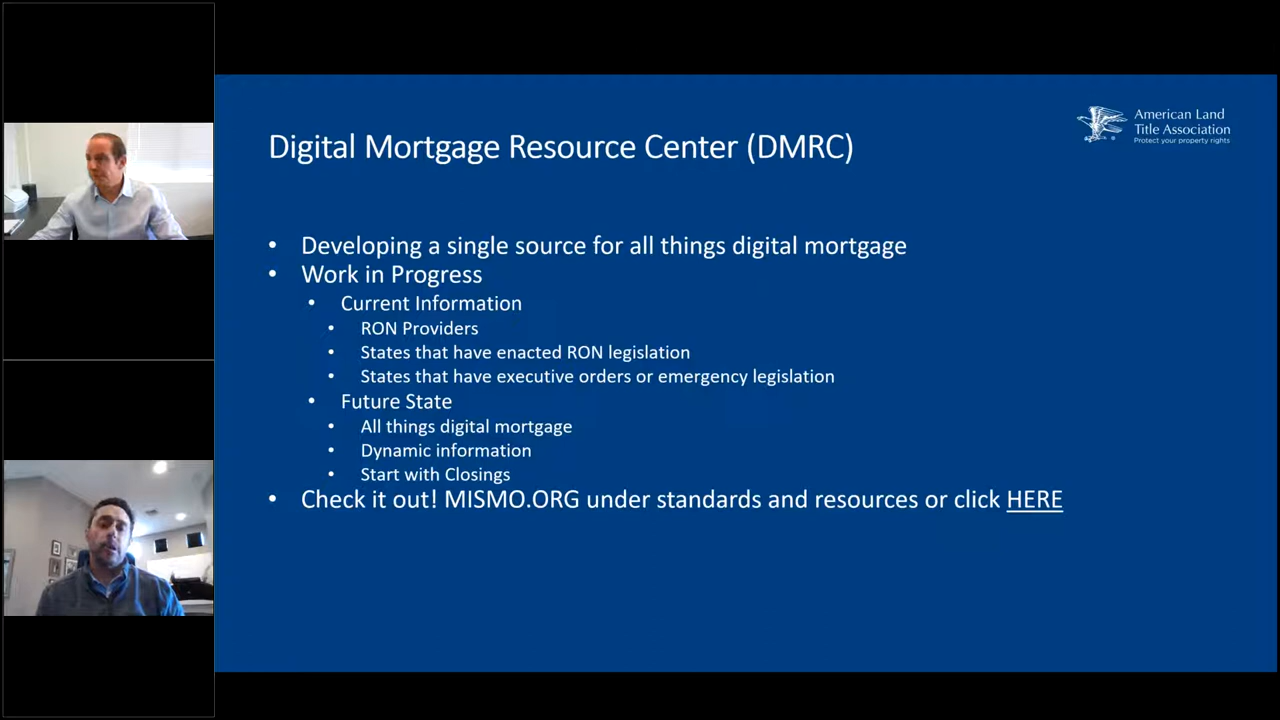 American Land
Title Association
Protect your property rights
Digital Mortgage Resource Center (DMRC)
• Developing a single source for all things digital mortgage
• Work in Progress
• Current Information
• RON Providers
• States that have enacted RON legislation
• States that have executive orders or emergency legislation
• Future State
• All things digital mortgage
• Dynamic information
• Start with Closings
• Check it out! MISMO.ORG under standards and resources or click HERE